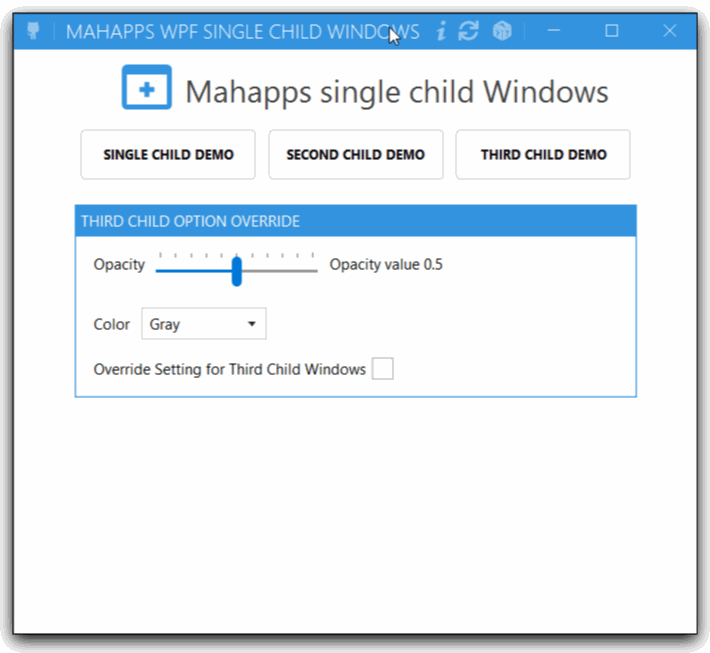 MAHAPPS WPF SINGLE CHILD WINDOWS
Mahapps single child Windows
SINGLE CHILD DEMO SECOND CHILD DEMO THIRD CHILD DEMO
THIRD CHILD OPTION OVERRIDE
Opacity Opacity value 0.5
Color Gray
Override Setting for Third Child Windows